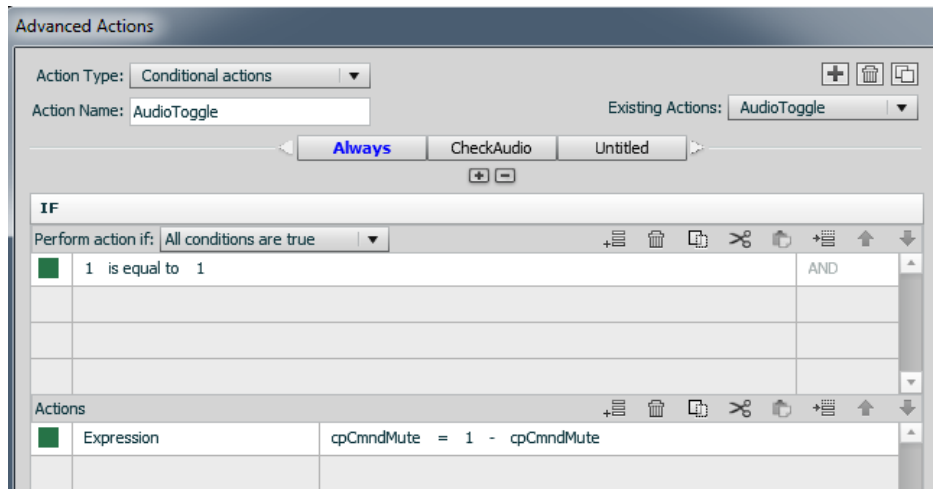 Advanced Actions
Action Type: Conditional actions
Action Name: AudioToggle
Existing Actions: AudioToggle
Always CheckAudio Untitled
IF
Perform action if: All conditions are true
1 is equal to 1 AND
Actions
Expression cpCmndMute = 1 - cpCmndMute